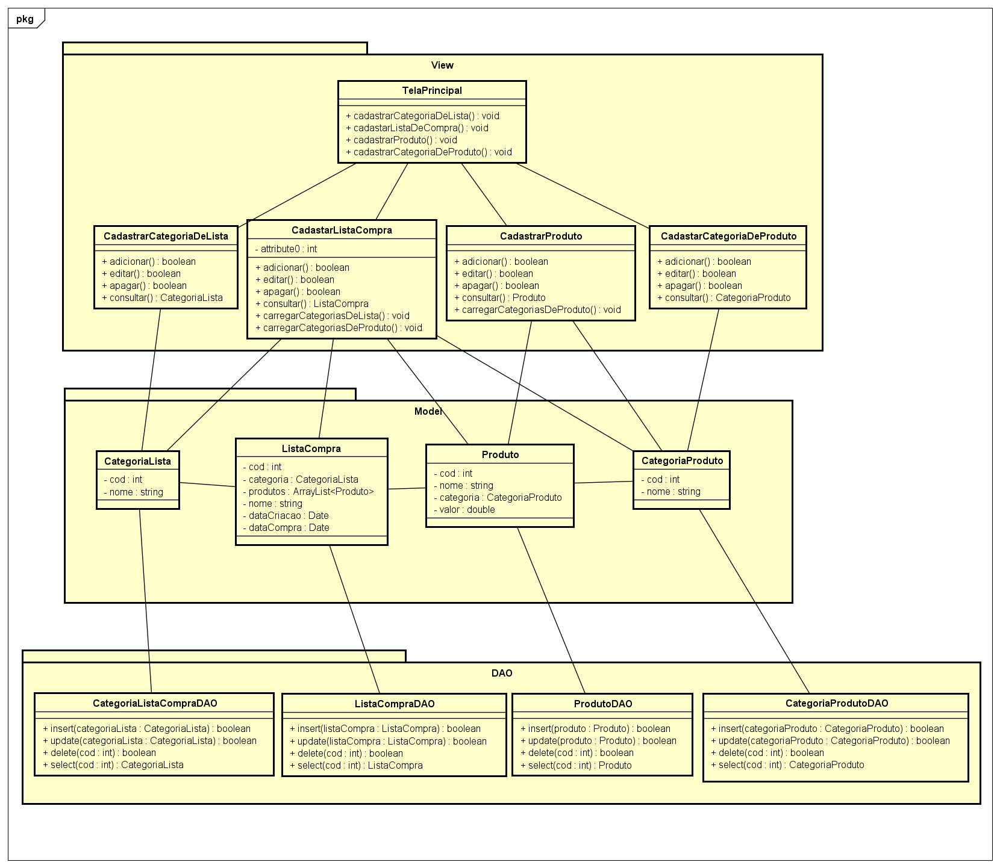 pkg
View
TelaPrincipal
+ cadastrarCategoriaDeLista() : void
+ cadastarListaDeCompra() : void
+ cadastrarProduto() : void
+ cadastrarCategoriaDeProduto() : void
CadastrarCategoriaDeLista
+ adicionar() : boolean
+ editar() : boolean
+ apagar() : boolean
+ consultar() : CategoriaLista
CadastarListaCompra
- attribute0 : int
+ adicionar() : boolean
+ editar() : boolean
+ apagar() : boolean
+ consultar() : ListaCompra
+ carregarCategoriasDeLista() : void
+ carregarCategoriasDeProduto() : void
CadastrarProduto
+ adicionar() : boolean
+ editar() : boolean
+ apagar() : boolean
+ consultar() : Produto
+ carregarCategoriasDeProduto() : void
CadastarCategoriaDeProduto
+ adicionar() : boolean
+ editar() : boolean
+ apagar() : boolean
+ consultar() : CategoriaProduto
Model
CategoriaLista
- cod : int
- nome : string
ListaCompra
- cod : int
- categoria : CategoriaLista
- produtos : ArrayList<Produto>
- nome : string
- dataCriacao : Date
- dataCompra : Date
Produto
- cod : int
- nome : string
- categoria : CategoriaProduto
- valor : double
CategoriaProduto
- cod : int
- nome : string
DAO
CategoriaListaCompraDAO
+ insert(categoriaLista : CategoriaLista) : boolean
+ update(categoriaLista : CategoriaLista) : boolean
+ delete(cod : int) : boolean
+ select(cod : int) : CategoriaLista
ListaCompraDAO
+ insert(listaCompra : ListaCompra) : boolean
+ update(listaCompra : ListaCompra) : boolean
+ delete(cod : int) : boolean
+ select(cod : int) : ListaCompra
ProdutoDAO
+ insert(produto : Produto) : boolean
+ update(produto : Produto) : boolean
+ delete(cod : int) : boolean
+ select(cod : int) : Produto
CategoriaProdutoDAO
+ insert(categoriaProduto : CategoriaProduto) : boolean
+ update(categoriaProduto : CategoriaProduto) : boolean
+ delete(cod : int) : boolean
+ select(cod : int) : CategoriaProduto